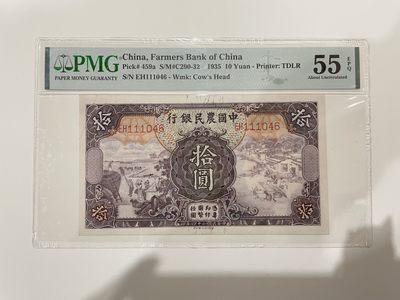 PMG
PAPER MONEY GUARANTY
China, Farmers Bank of China
Pick# 459a S/M#C290-32 1935 10 Yuan - Printer: TDLR
S/N EH111046 - Wmk: Cow's Head
55 EPQ
About Uncirculated
行銀民農國中
EH111046 EH111046
拾 拾
拾圓
拾 拾